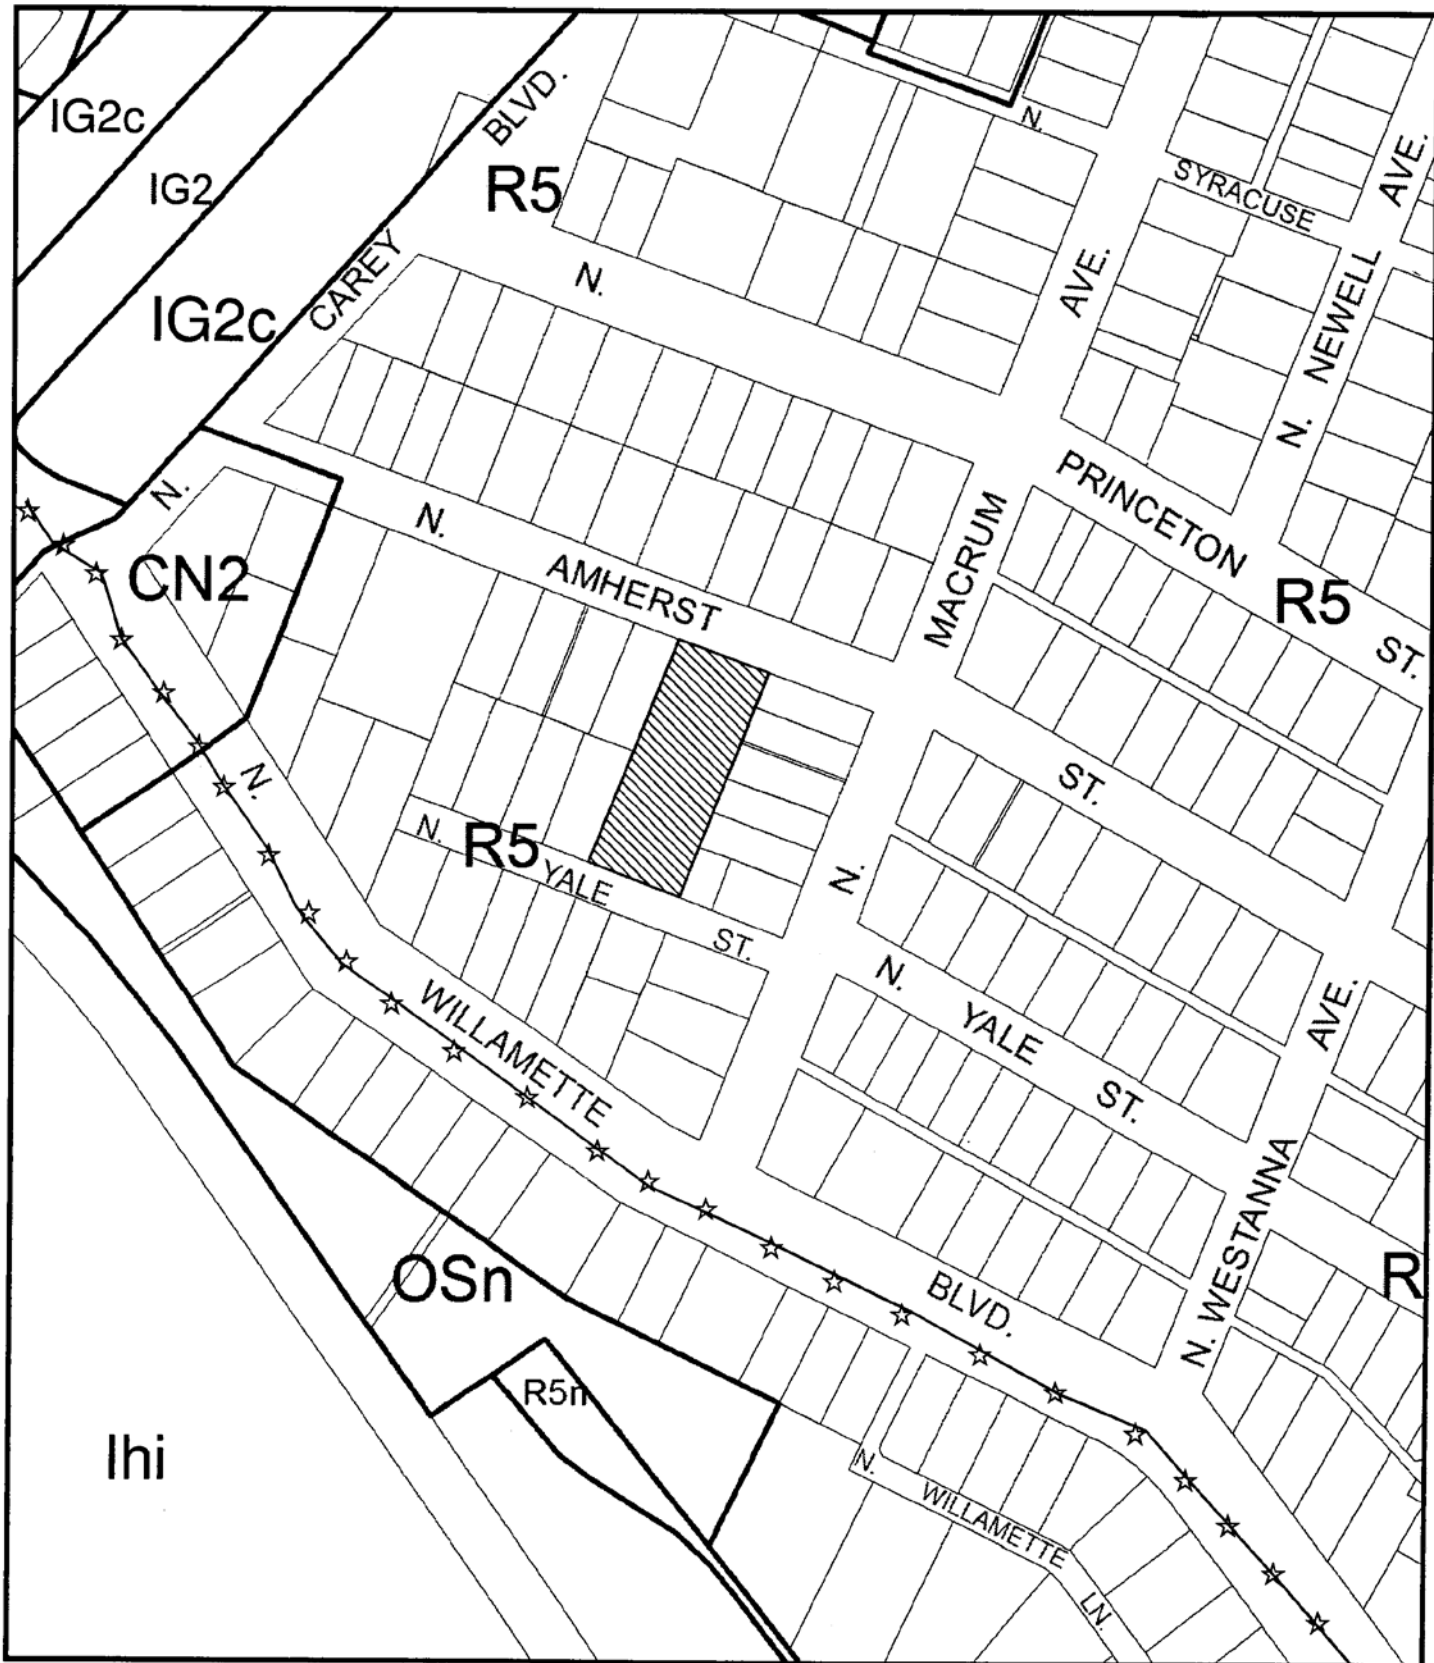 IG2c
IG2
IG2c
CAREY
BLVD.
R5
N.
N.
SYRACUSE
AVE.
AVE.
N. NEWELL
N.
CN2
N.
AMHERST
MACRUM
PRINCETON
R5
ST.
N.
N.
R5
YALE
ST.
N.
ST.
WILLAMETTE
N.
YALE
ST.
AVE.
N. WESTANNA
OSn
BLVD.
R
R5n
Ihi
N.
WILLAMETTE
LN.